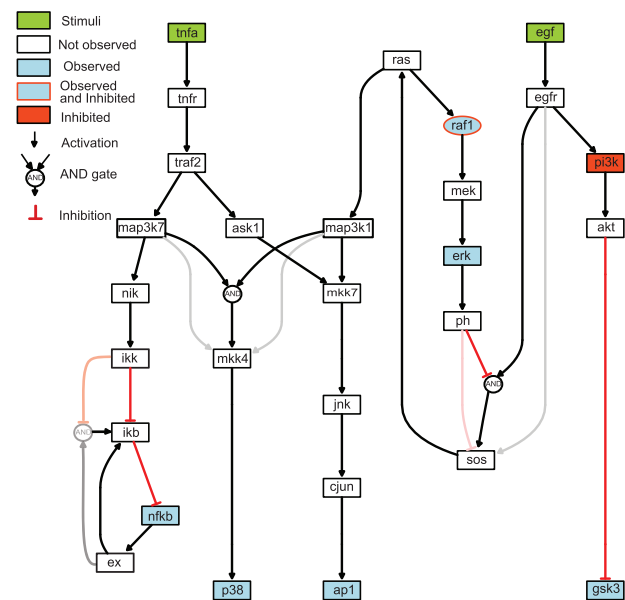 Stimuli
Not observed
Observed
Observed
and Inhibited
Inhibited
Activation
AND
AND
AND gate
Inhibition
tnfa
egf
ras
tnfr
egfr
raf1
traf2
pi3k
mek
map3k7
ask1
map3k1
akt
erk
nik
AND
mkk7
ph
ikk
mkk4
AND
jnk
AND
ikb
sos
cjun
nfkb
ex
p38
ap1
gsk3